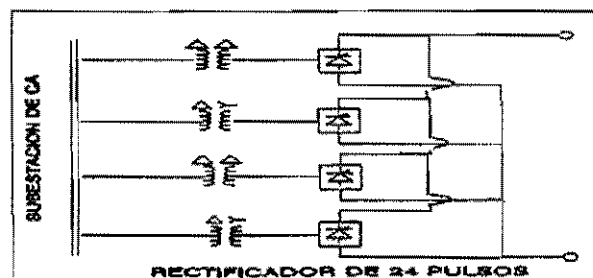 SUBESTACION DE CA
RECTIFICADOR DE 24 PULSOS